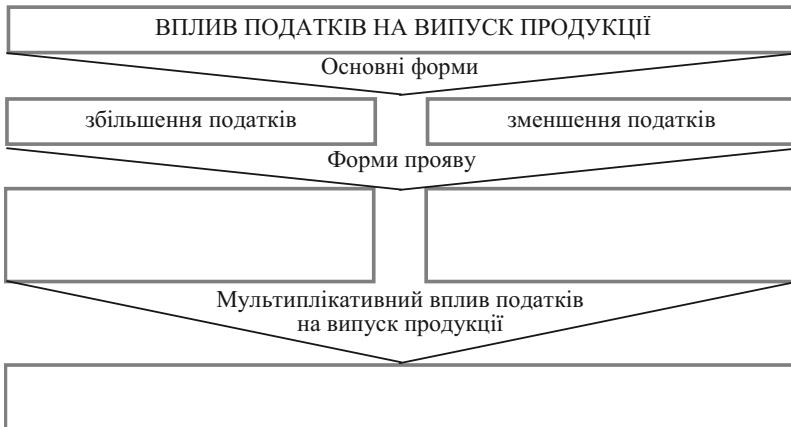 ВПЛИВ ПОДАТКІВ НА ВИПУСК ПРОДУКЦІЇ
Основні форми
збільшення податків
зменшення податків
Форми прояву
Мультиплікативний вплив податків
на випуск продукції